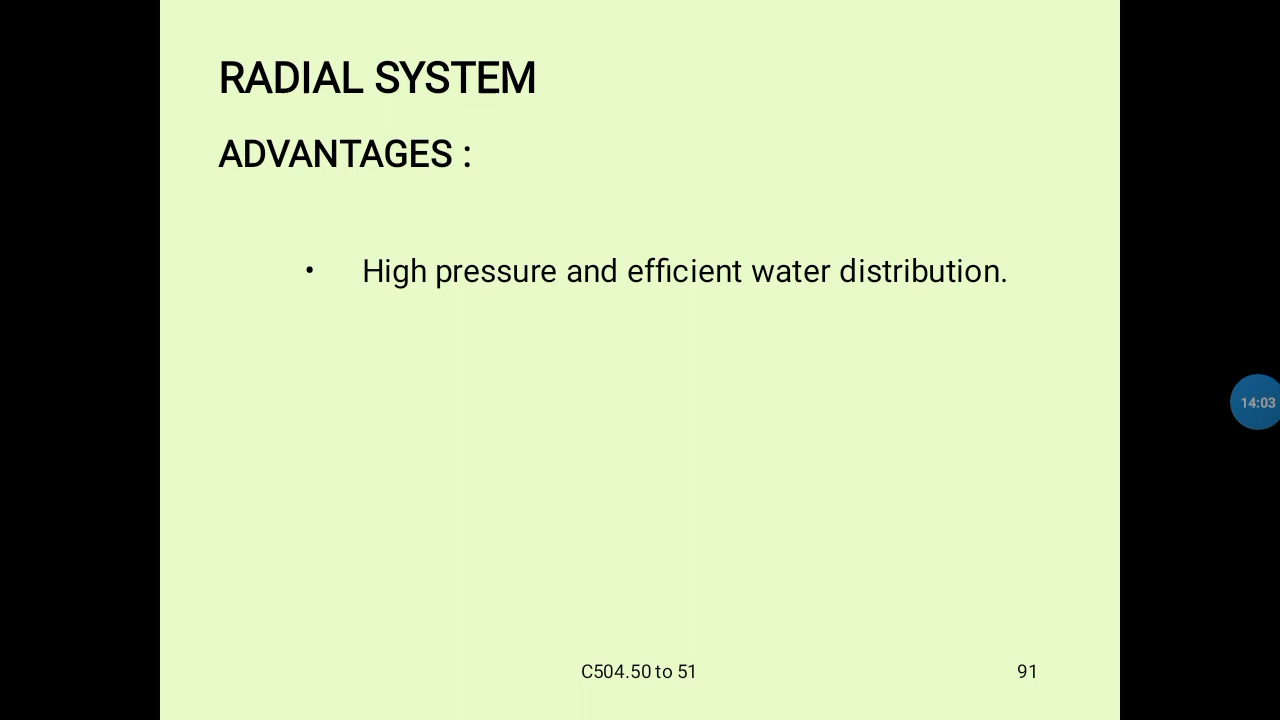 RADIAL SYSTEM
ADVANTAGES :
• High pressure and efficient water distribution.
14:03
C504.50 to 51
91